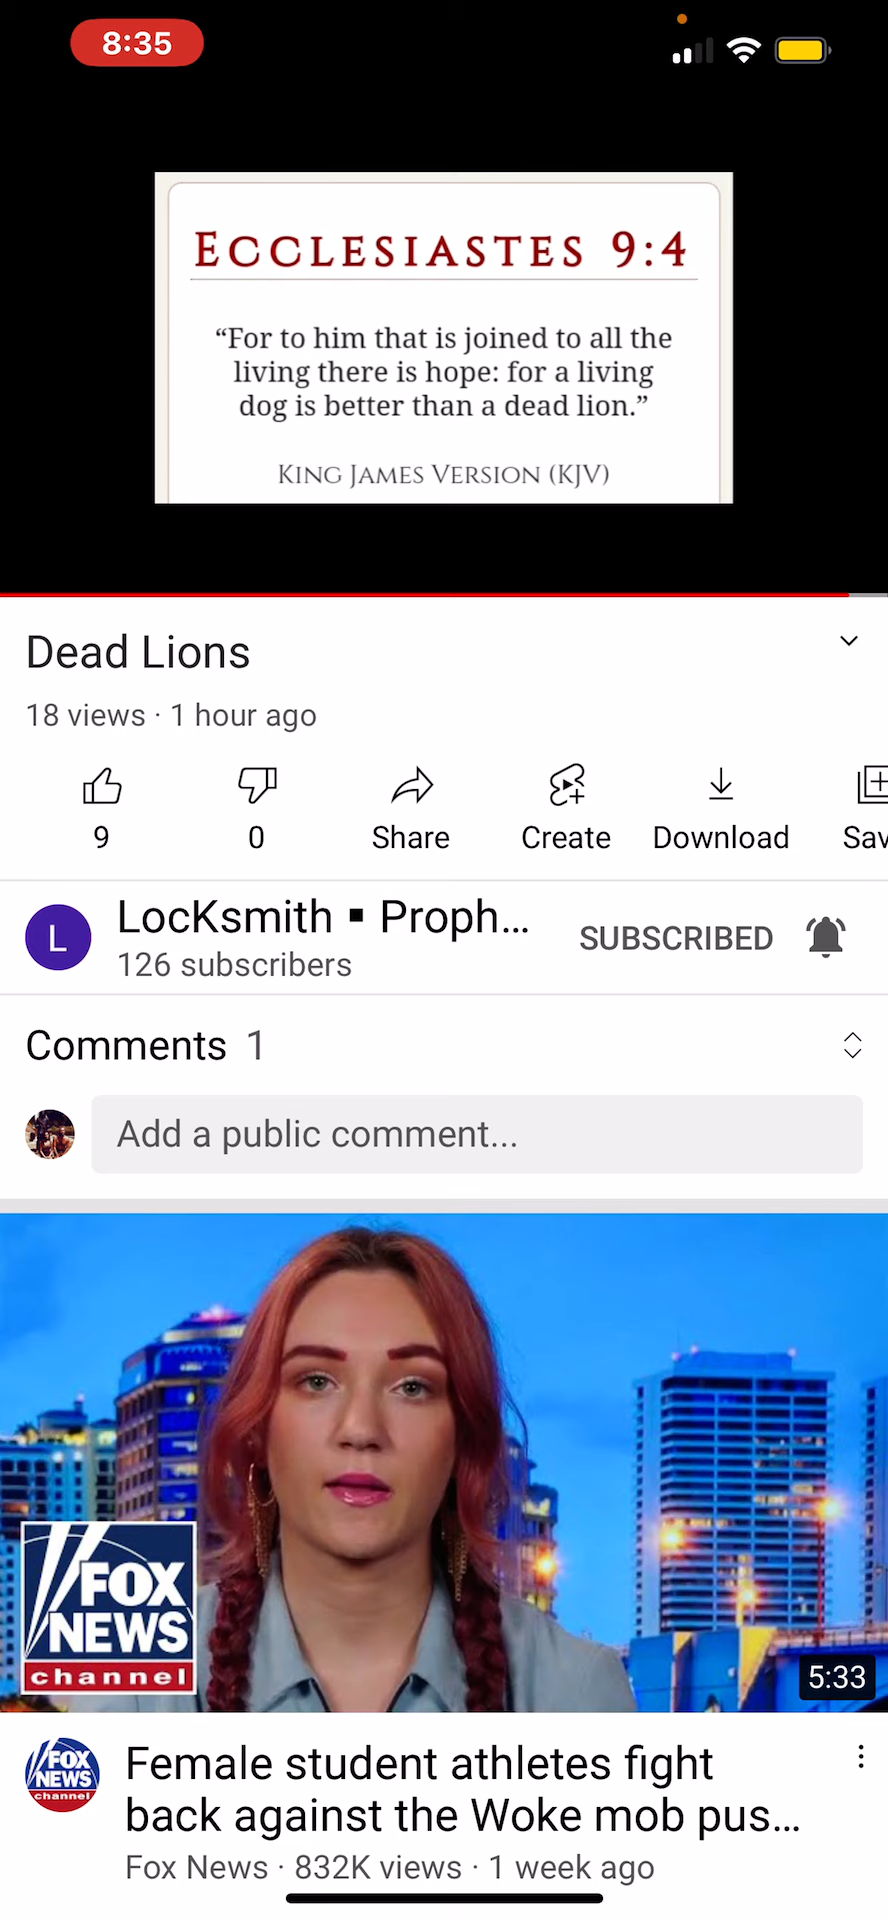 8:35
ECCLESIASTES 9:4
“For to him that is joined to all the
living there is hope: for a living
dog is better than a dead lion.”
KING JAMES VERSION (KJV)
Dead Lions
18 views · 1 hour ago
9
0
Share
Create
Download
Sav
L
LocKsmith ▪ Proph...
126 subscribers
SUBSCRIBED
Comments 1
Add a public comment...
FOX
NEWS
channel
5:33
FOX
NEWS
channel
Female student athletes fight
back against the Woke mob pus...
Fox News · 832K views · 1 week ago